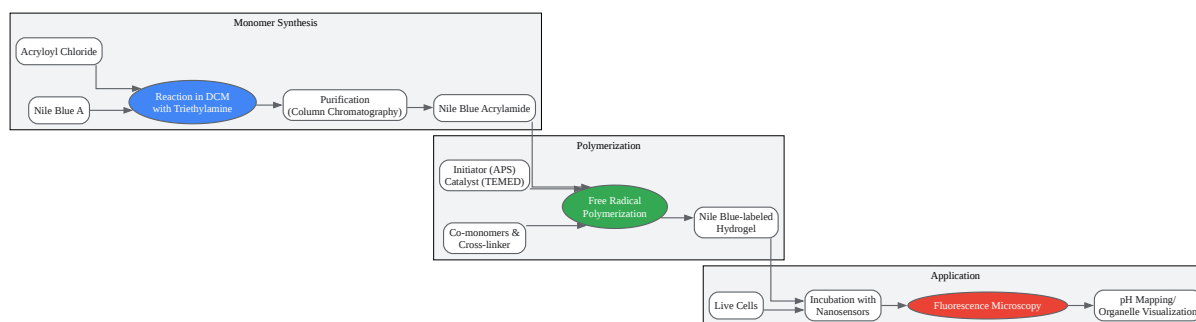 Monomer Synthesis
Acryloyl Chloride
Nile Blue A
Reaction in DCM
with Triethylamine
Purification
(Column Chromatography)
Nile Blue Acrylamide
Polymerization
Initiator (APS)
Catalyst (TEMED)
Co-monomers &
Cross-linker
Free Radical
Polymerization
Nile Blue-labeled
Hydrogel
Application
Live Cells
Incubation with
Nanosensors
Fluorescence Microscopy
pH Mapping/
Organelle Visualization